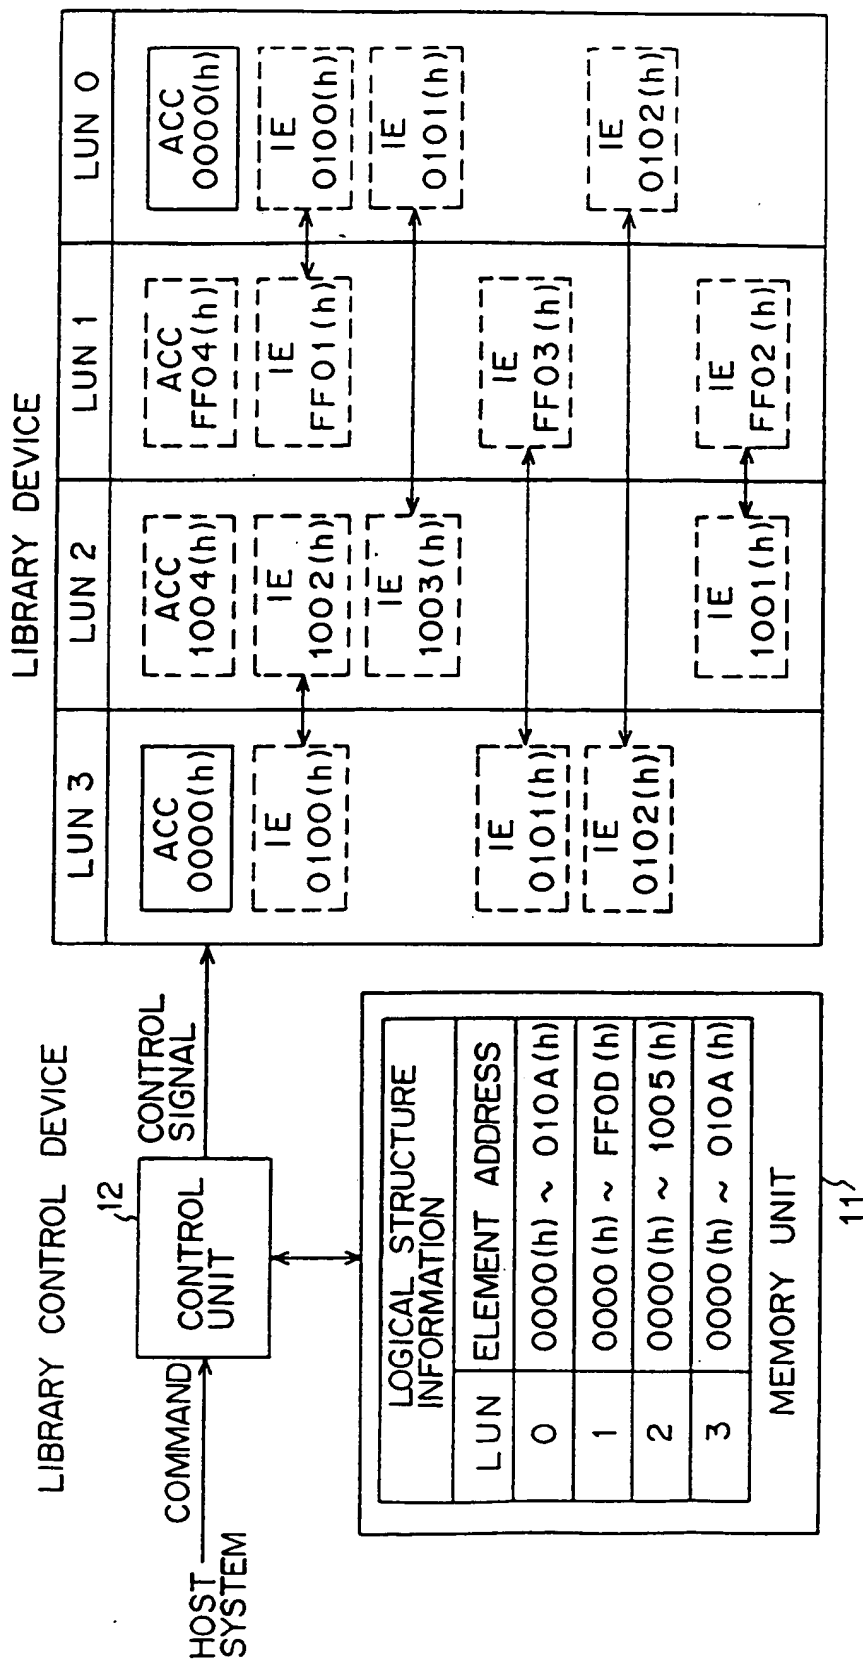 LIBRARY CONTROL DEVICE
HOST
SYSTEM
COMMAND
12
CONTROL
UNIT
CONTROL
SIGNAL
LOGICAL STRUCTURE
INFORMATION
LUN ELEMENT ADDRESS
0 0000(h) ~ 010A(h)
1 0000(h) ~ FF0D(h)
2 0000(h) ~ 1005(h)
3 0000(h) ~ 010A(h)
MEMORY UNIT
11
LIBRARY DEVICE
LUN 3 LUN 2 LUN 1 LUN 0
ACC ACC ACC ACC
0000(h) 1004(h) FF04(h) 0000(h)
IE IE IE IE
0100(h) 1002(h) FF01(h) 0100(h)
IE IE
1003(h) 0101(h)
IE IE
0101(h) FF03(h)
IE IE
0102(h) 0102(h)
IE IE
1001(h) FF02(h)